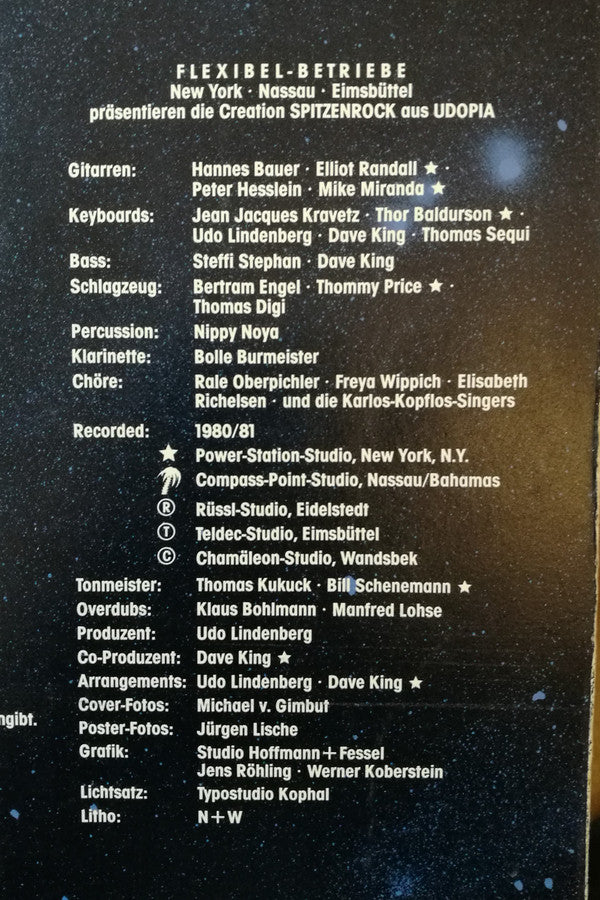 FLEXIBEL-BETRIEBE
New York · Nassau · Eimsbüttel
präsentieren die Creation SPITZENROCK aus UDOPIA
Gitarren: Hannes Bauer · Elliot Randall ★ ·
Peter Hesslein · Mike Miranda ★
Keyboards: Jean Jacques Kravetz · Thor Baldurson ★ ·
Udo Lindenberg · Dave King · Thomas Sequi
Bass: Steffi Stephan · Dave King
Schlagzeug: Bertram Engel · Thommy Price ★ ·
Thomas Digi
Percussion: Nippy Noya
Klarinette: Bolle Burmeister
Chöre: Rale Oberpichler · Freya Wippich · Elisabeth
Richelsen · und die Karlos-Kopflos-Singers
Recorded: 1980/81
★ Power-Station-Studio, New York, N.Y.
Compass-Point-Studio, Nassau/Bahamas
Ⓡ Rüssl-Studio, Eidelstedt
Ⓣ Teldec-Studio, Eimsbüttel
Ⓒ Chamäleon-Studio, Wandsbek
Tonmeister: Thomas Kukuck · Bill Schenemann ★
Overdubs: Klaus Bohlmann · Manfred Lohse
Produzent: Udo Lindenberg
Co-Produzent: Dave King ★
Arrangements: Udo Lindenberg · Dave King ★
Cover-Fotos: Michael v. Gimbut
ngibt.
Poster-Fotos: Jürgen Lische
Grafik: Studio Hoffmann+Fessel
Jens Röhling · Werner Koberstein
Lichtsatz: Typostudio Kophal
Litho: N+W